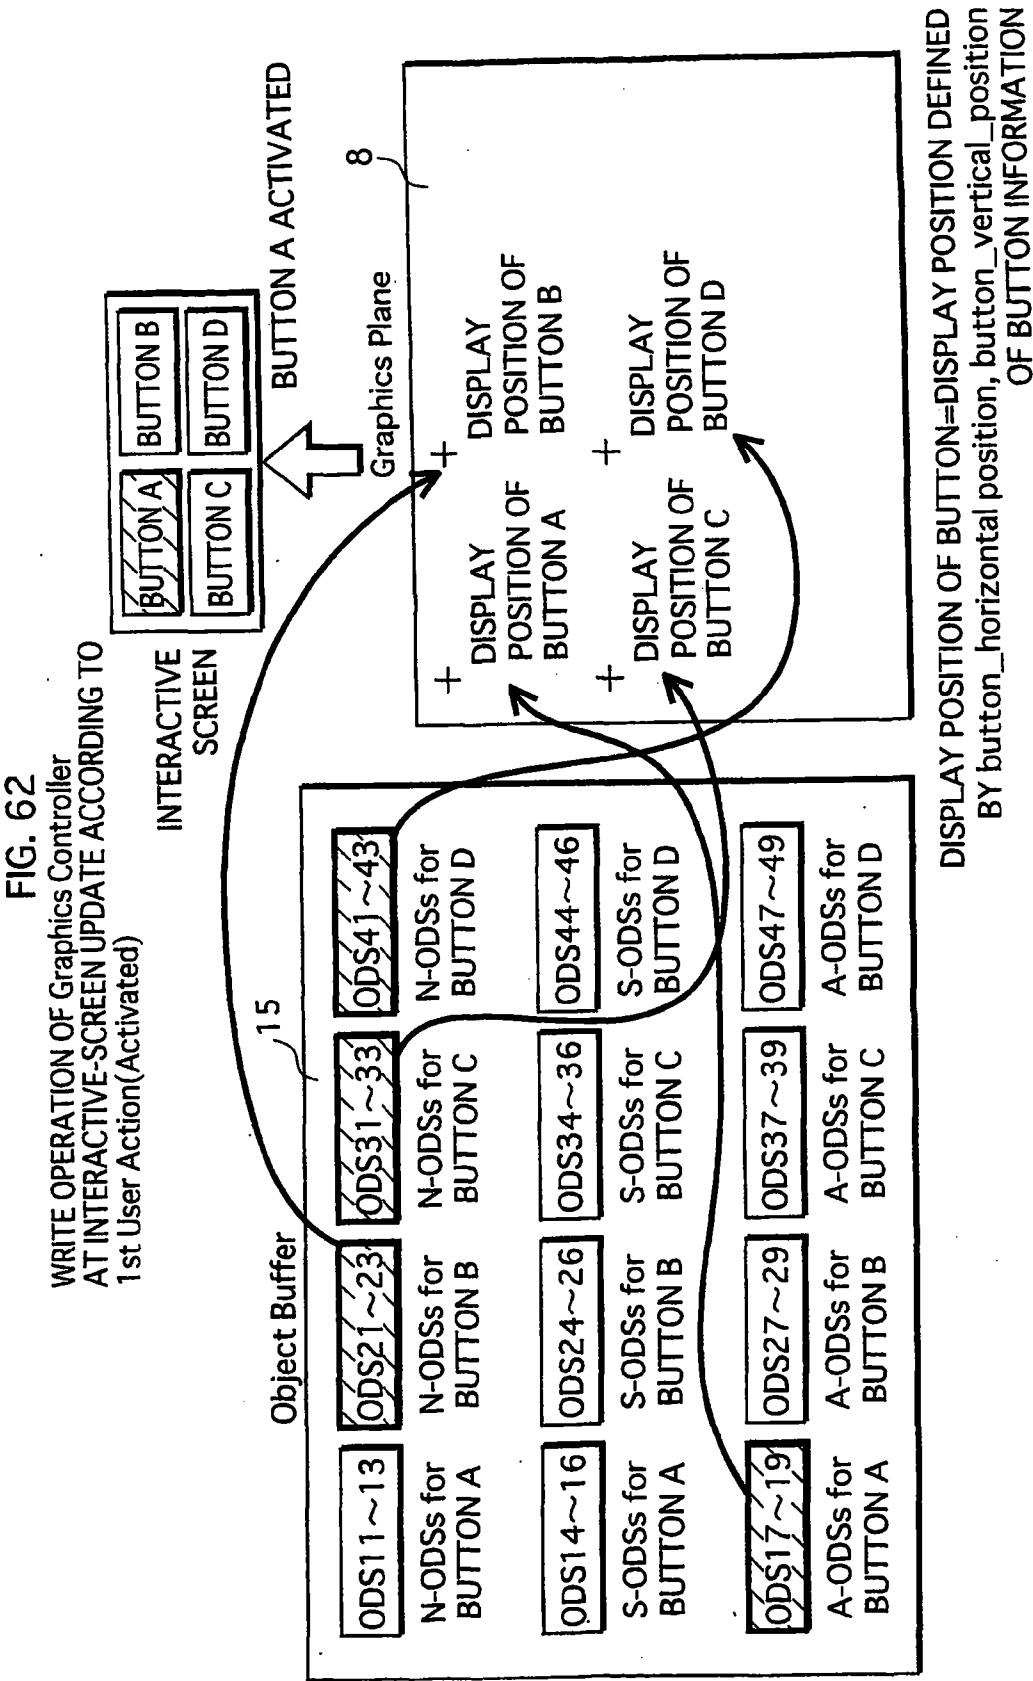 FIG. 62
WRITE OPERATION OF Graphics Controller
AT INTERACTIVE-SCREEN UPDATE ACCORDING TO
1st User Action(Activated)
INTERACTIVE
SCREEN
BUTTON A
BUTTON B
BUTTON C
BUTTON D
BUTTON A ACTIVATED
Object Buffer
15
ODS11~13
ODS21~23
ODS31~33
ODS41~43
N-ODSs for
BUTTON A
N-ODSs for
BUTTON B
N-ODSs for
BUTTON C
N-ODSs for
BUTTON D
ODS14~16
ODS24~26
ODS34~36
ODS44~46
S-ODSs for
BUTTON A
S-ODSs for
BUTTON B
S-ODSs for
BUTTON C
S-ODSs for
BUTTON D
ODS17~19
ODS27~29
ODS37~39
ODS47~49
A-ODSs for
BUTTON A
A-ODSs for
BUTTON B
A-ODSs for
BUTTON C
A-ODSs for
BUTTON D
Graphics Plane
8
DISPLAY
POSITION OF
BUTTON A
DISPLAY
POSITION OF
BUTTON B
DISPLAY
POSITION OF
BUTTON C
DISPLAY
POSITION OF
BUTTON D
DISPLAY POSITION OF BUTTON=DISPLAY POSITION DEFINED
BY button_horizontal position, button_vertical_position
OF BUTTON INFORMATION